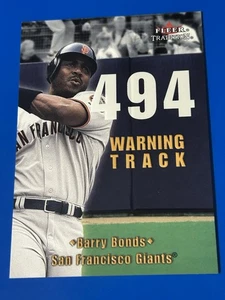 FLEER
TRADITION
494
WARNING
TRACK
SAN FRANCISCO
Barry Bonds
San Francisco Giants